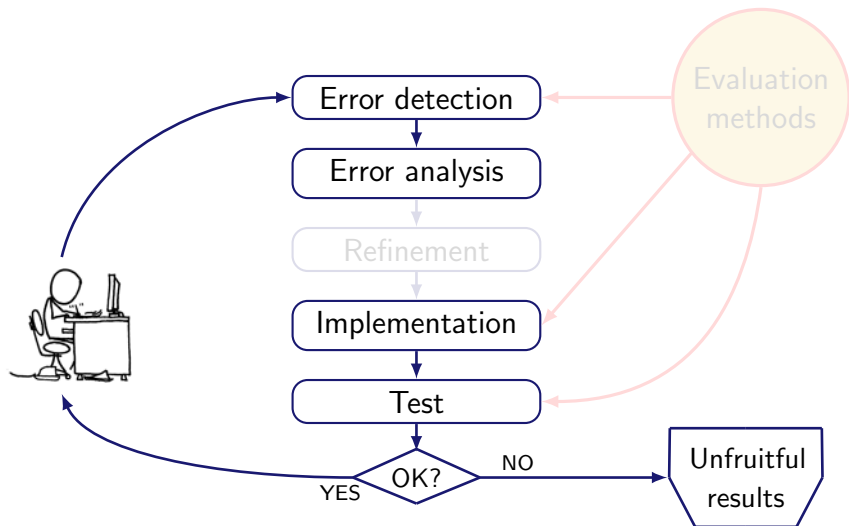 Evaluation
methods
Error detection
Error analysis
Refinement
Implementation
Test
OK?
YES
NO
Unfruitful
results